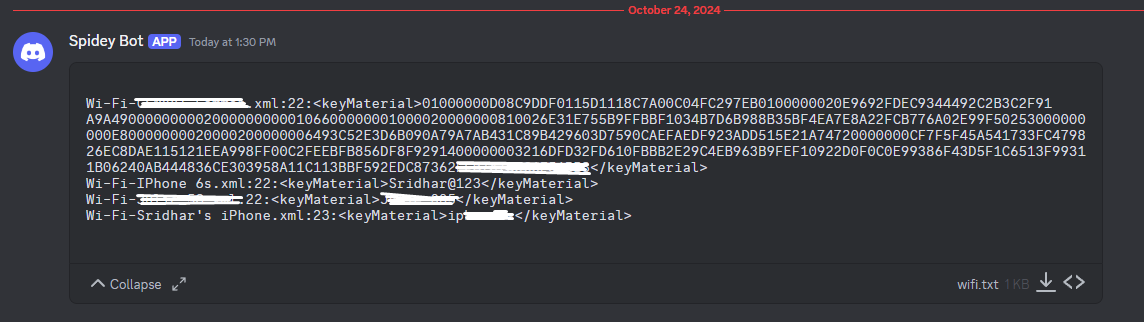 October 24, 2024
Spidey Bot APP Today at 1:30 PM
Wi-Fi- .xml:22:<keyMaterial>01000000D08C9DDF0115D1118C7A00C04FC297EB0100000020E9692FDEC9344492C2B3C2F91
A9A49000000000200000000001066000000010000200000000810026E31E755B9FFBBF1034B7D6B988B35BF4EA7E8A22FCB776A02E99F50253000000
000E80000000020000200000006493C52E3D6B090A79A7AB431C89B429603D7590CAEFAEDF923ADD515E21A74720000000CF7F5F45A541733FC4798
26EC8DAE115121EEA998FF00C2FEEBFB856DF8F9291400000003216DFD32FD610FBBB2E29C4EB963B9FEF10922D0F0C0E99386F43D5F1C6513F9931
1B06240AB444836CE303958A11C113BBF592EDC87362 </keyMaterial>
Wi-Fi-IPhone 6s.xml:22:<keyMaterial>Sridhar@123</keyMaterial>
Wi-Fi- :22:<keyMaterial> </keyMaterial>
Wi-Fi-Sridhar's iPhone.xml:23:<keyMaterial>ip </keyMaterial>
Collapse
wifi.txt 1 KB